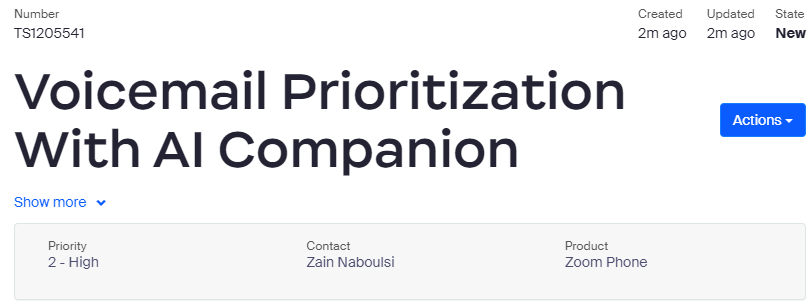 Number
TS1205541
Created
2m ago
Updated
2m ago
State
New
Voicemail Prioritization
With AI Companion
Actions
Show more
Priority
2 - High
Contact
Zain Naboulsi
Product
Zoom Phone